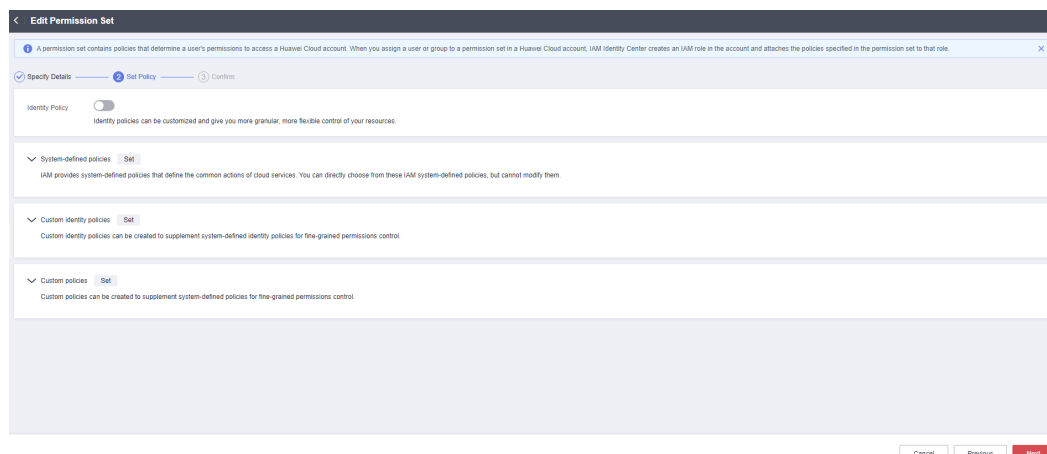 Edit Permission Set
A permission set contains policies that determine a user's permissions to access a Huawei Cloud account. When you assign a user or group to a permission set in a Huawei Cloud account, IAM Identity Center creates an IAM role in the account and attaches the policies specified in the permission set to that role.
Specify Details 2 Set Policy 3 Confirm
Identity Policy
Identity policies can be customized and give you more granular, more flexible control of your resources.
System-defined policies Set
IAM provides system-defined policies that define the common actions of cloud services. You can directly choose from these IAM system-defined policies, but cannot modify them.
Custom identity policies Set
Custom identity policies can be created to supplement system-defined identity policies for fine-grained permissions control.
Custom policies Set
Custom policies can be created to supplement system-defined policies for fine-grained permissions control.
Cancel Previous Next